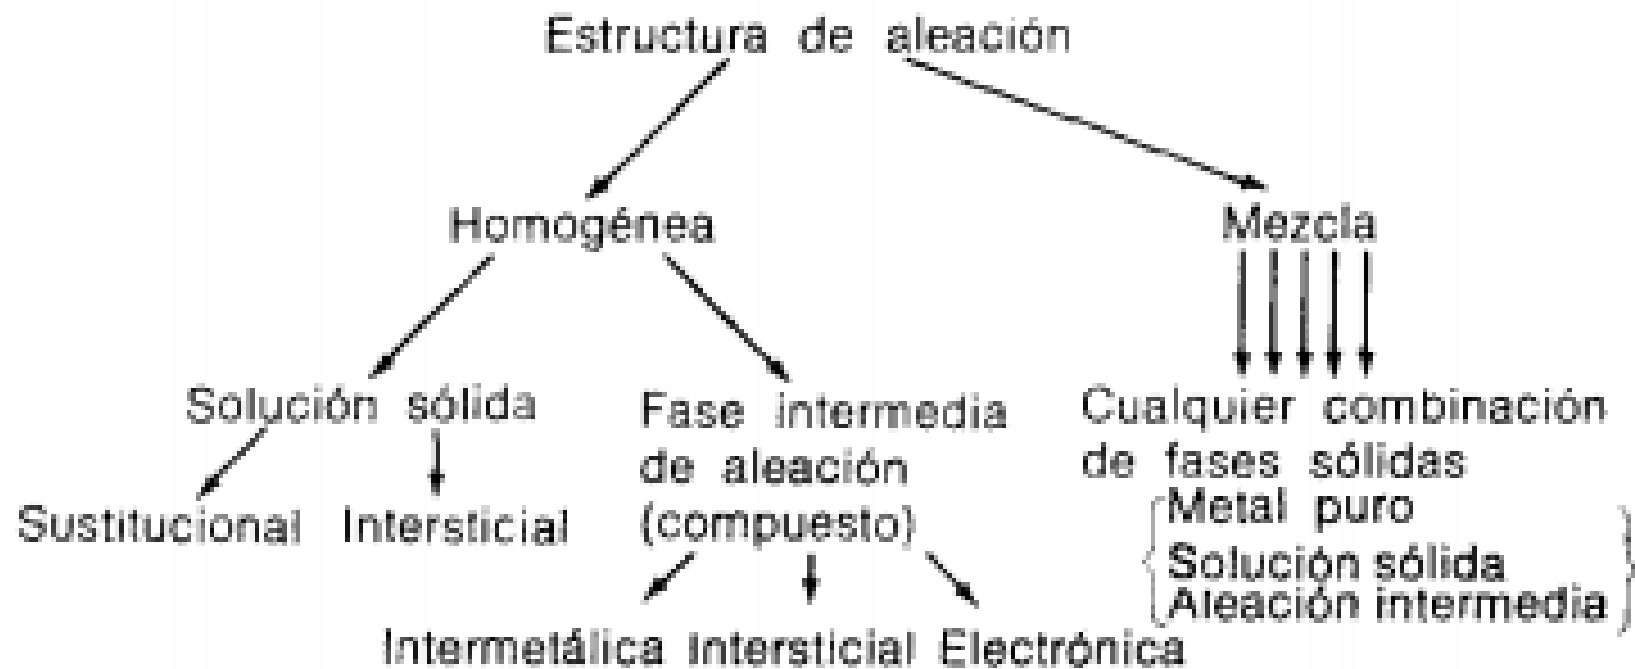 Estructura de aleación
Homogénea
Mezcla
Solución sólida
Sustitucional Intersticial
Fase intermedia
de aleación
(compuesto)
Intermetálica Intersticial Electrónica
Cualquier combinación
de fases sólidas
Metal puro
Solución sólida
Aleación intermedia